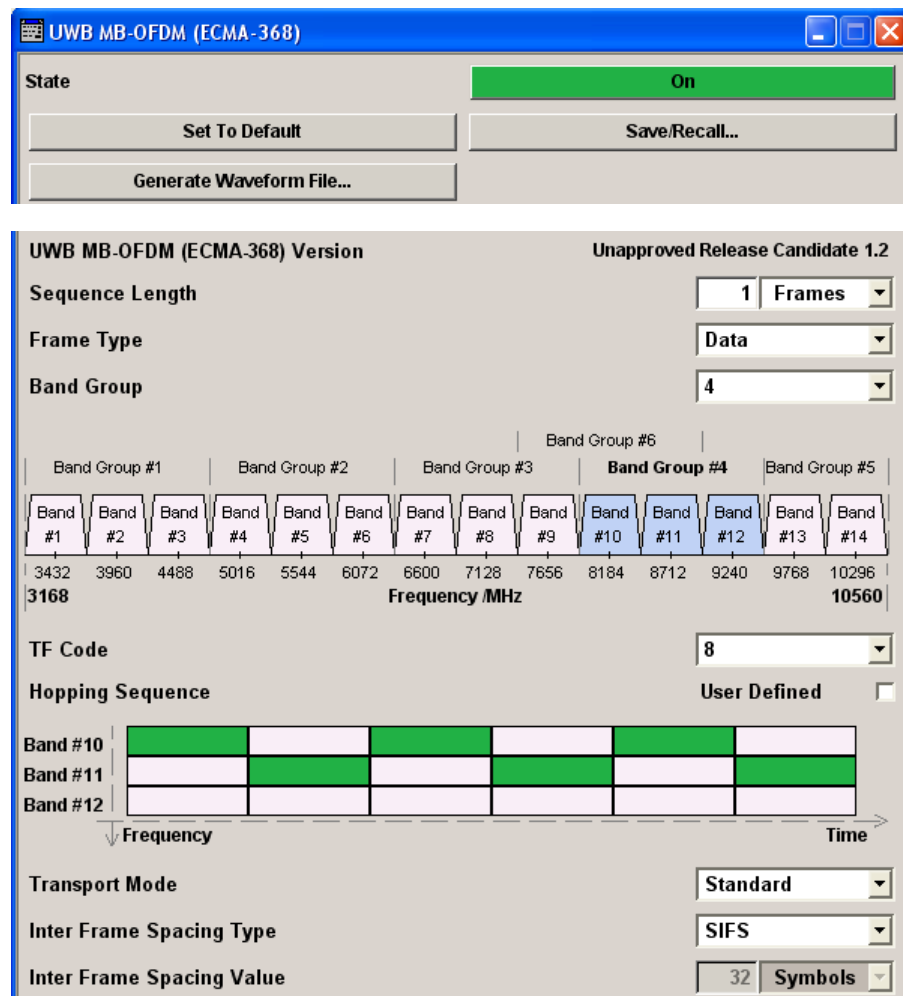 UWB MB-OFDM (ECMA-368)
State On
Set To Default Save/Recall...
Generate Waveform File...
UWB MB-OFDM (ECMA-368) Version Unapproved Release Candidate 1.2
Sequence Length 1 Frames
Frame Type Data
Band Group 4
Band Group #6
Band Group #1 Band Group #2 Band Group #3 Band Group #4 Band Group #5
Band Band Band Band Band Band Band Band Band Band Band Band Band Band
#1 #2 #3 #4 #5 #6 #7 #8 #9 #10 #11 #12 #13 #14
3432 3960 4488 5016 5544 6072 6600 7128 7656 8184 8712 9240 9768 10296
3168 Frequency /MHz 10560
TF Code 8
Hopping Sequence User Defined
Band #10
Band #11
Band #12
Frequency Time
Transport Mode Standard
Inter Frame Spacing Type SIFS
Inter Frame Spacing Value 32 Symbols